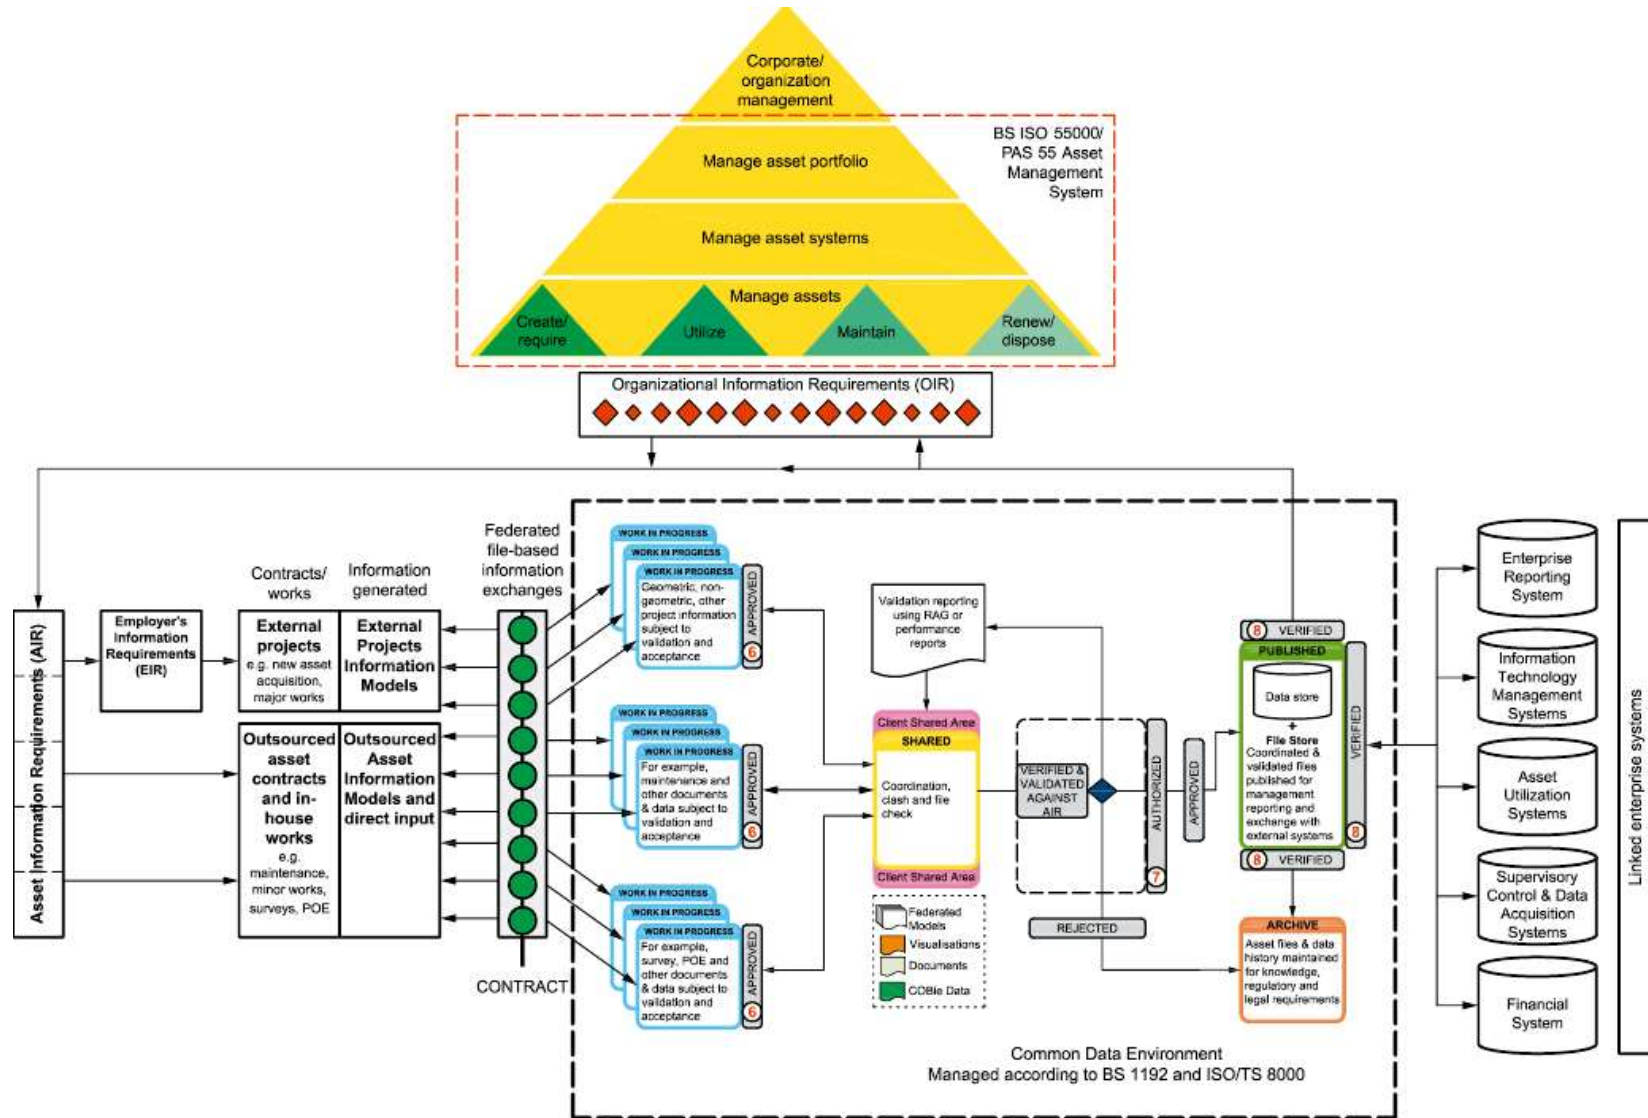 Corporate/
organization
management
BS ISO 55000/
PAS 55 Asset
Management
System
Manage asset portfolio
Manage asset systems
Manage assets
Create/
require
Utilize
Maintain
Renew/
dispose
Organizational Information Requirements (OIR)
Asset Information Requirements (AIR)
Employer's
Information
Requirements
(EIR)
Contracts/
works
Information
generated
Federated
file-based
information
exchanges
External
projects
e.g. new asset
acquisition,
major works
External
Projects
Information
Models
Outsourced
asset
contracts
and in-
house
works
e.g.
maintenance,
minor works,
surveys, POE
Outsourced
Asset
Information
Models and
direct input
CONTRACT
WORK IN PROGRESS
WORK IN PROGRESS
WORK IN PROGRESS
Geometric, non-
geometric, other
project information
subject to
validation and
acceptance
APPROVED
6
WORK IN PROGRESS
WORK IN PROGRESS
WORK IN PROGRESS
For example,
maintenance and
other documents
& data subject to
validation and
acceptance
APPROVED
6
WORK IN PROGRESS
WORK IN PROGRESS
WORK IN PROGRESS
For example,
survey, POE and
other documents
& data subject to
validation and
acceptance
APPROVED
6
Validation reporting
using RAG or
performance
reports
Client Shared Area
SHARED
Coordination,
clash and file
check
Client Shared Area
Federated
Models
Visualisations
Documents
COBie Data
VERIFIED &
VALIDATED
AGAINST
AIR
AUTHORIZED
7
APPROVED
REJECTED
8 VERIFIED
PUBLISHED
Data store
+
File Store
Coordinated &
validated files
published for
management
reporting and
exchange with
external systems
VERIFIED
8
8 VERIFIED
ARCHIVE
Asset files & data
history maintained
for knowledge,
regulatory and
legal requirements
Common Data Environment
Managed according to BS 1192 and ISO/TS 8000
Enterprise
Reporting
System
Information
Technology
Management
Systems
Asset
Utilization
Systems
Supervisory
Control & Data
Acquisition
Systems
Financial
System
Linked enterprise systems